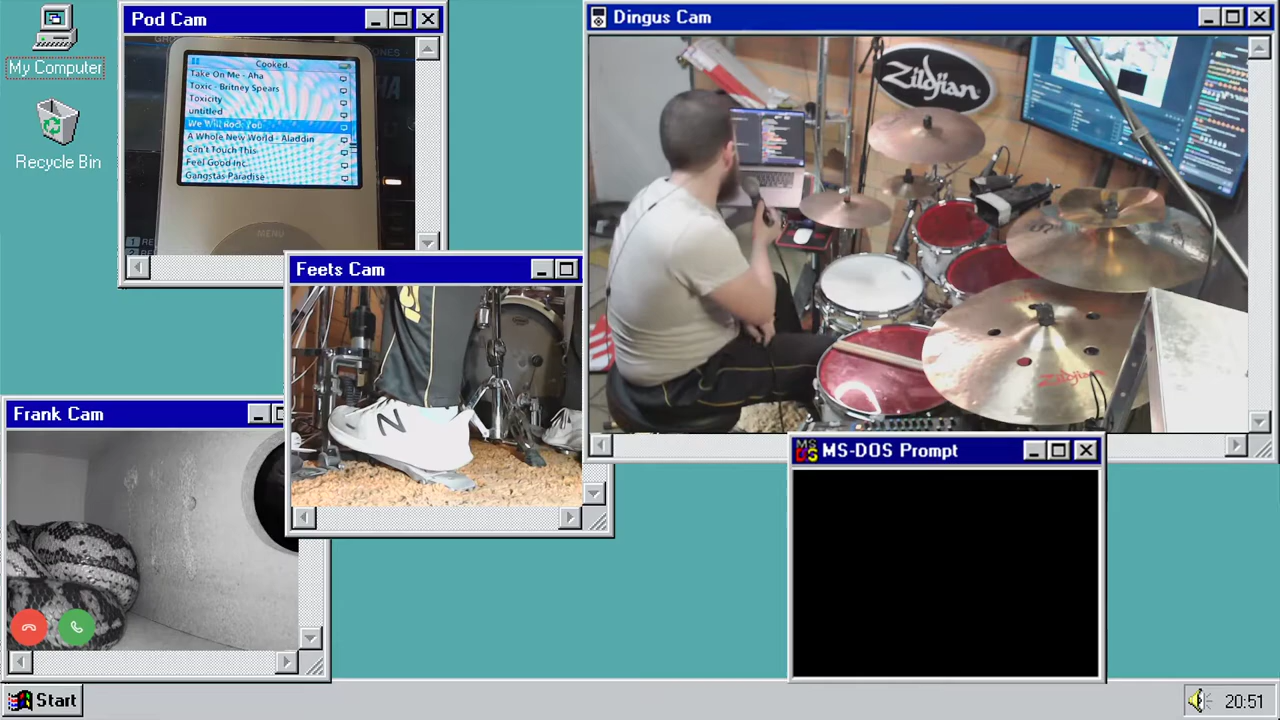 My Computer
Recycle Bin
Pod Cam
Cooked.
Take On Me - Aha
Toxic - Britney Spears
Toxicity
untitled
We Will Rock You
A Whole New World - Aladdin
Can't Touch This
Feel Good Inc
Gangstas Paradise
MENU
Dingus Cam
Zildjian
Zildjian
Feets Cam
N
Frank Cam
MS-DOS Prompt
Start
20:51